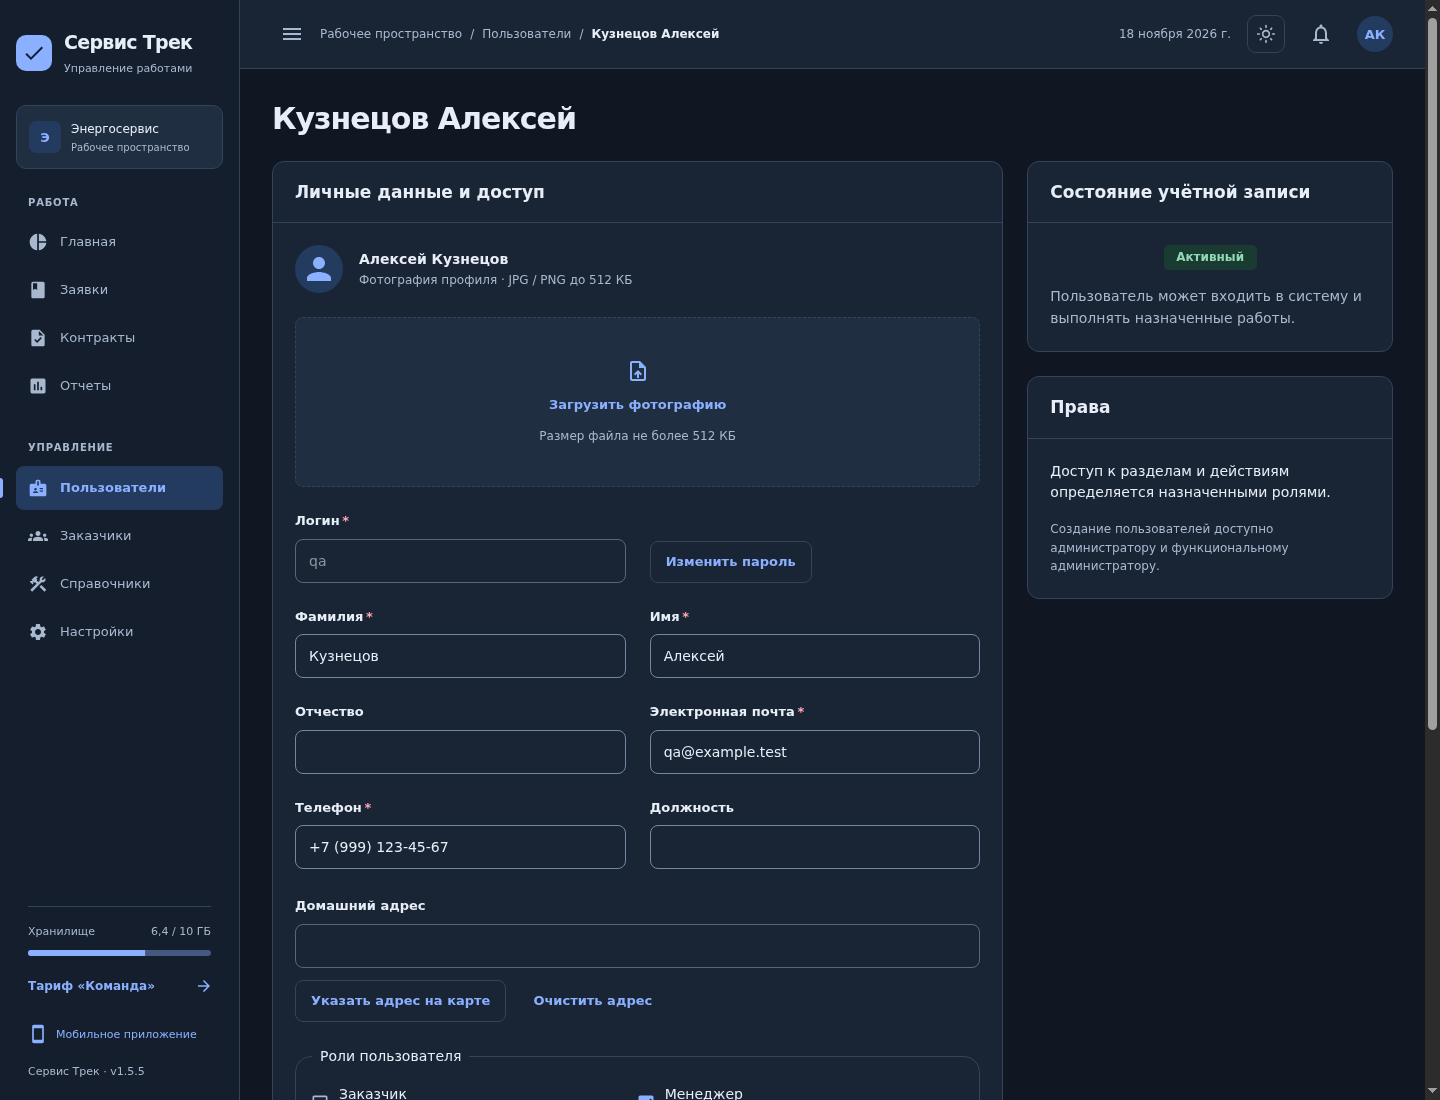 Сервис Трек
Управление работами
Э
Энергосервис
Рабочее пространство
РАБОТА
Главная
Заявки
Контракты
Отчеты
УПРАВЛЕНИЕ
Пользователи
Заказчики
Справочники
Настройки
Хранилище 6,4 / 10 ГБ
Тариф «Команда»
Мобильное приложение
Сервис Трек · v1.5.5
Рабочее пространство / Пользователи / Кузнецов Алексей
18 ноября 2026 г.
АК
Кузнецов Алексей
Личные данные и доступ
Алексей Кузнецов
Фотография профиля · JPG / PNG до 512 КБ
Загрузить фотографию
Размер файла не более 512 КБ
Логин *
qa
Изменить пароль
Фамилия * Имя *
Кузнецов Алексей
Отчество Электронная почта *
qa@example.test
Телефон * Должность
+7 (999) 123-45-67
Домашний адрес
Указать адрес на карте Очистить адрес
Роли пользователя
Заказчик Менеджер
Состояние учётной записи
Активный
Пользователь может входить в систему и
выполнять назначенные работы.
Права
Доступ к разделам и действиям
определяется назначенными ролями.
Создание пользователей доступно
администратору и функциональному
администратору.